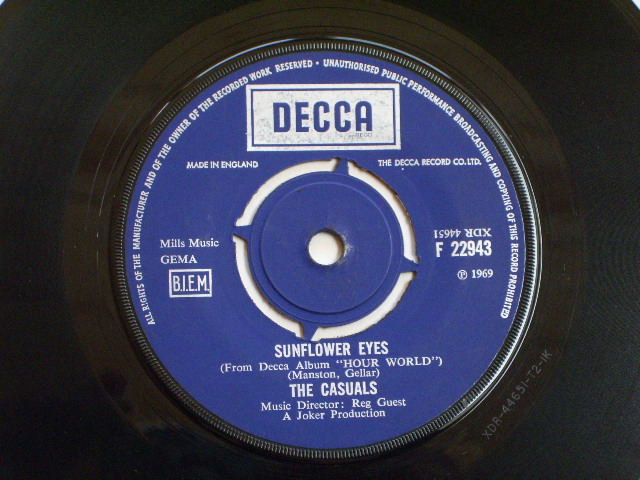 ALL RIGHTS OF THE MANUFACTURER AND OF THE OWNER OF THE RECORDED WORK RESERVED • UNAUTHORISED PUBLIC PERFORMANCE BROADCASTING AND COPYING OF THIS RECORD PROHIBITED
DECCA
MADE IN ENGLAND
THE DECCA RECORD CO. LTD.
XDR 44651
Mills Music
F 22943
GEMA
B.I.E.M.
℗ 1969
SUNFLOWER EYES
(From Decca Album "HOUR WORLD")
(Manston, Gellar)
THE CASUALS
Music Director: Reg Guest
A Joker Production
XDR-44651-T2-1K